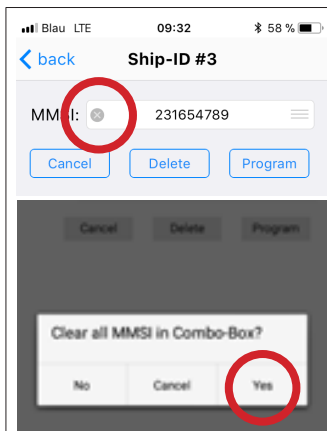 Blau LTE 09:32 58 %
back Ship-ID #3
MMSI: 231654789
Cancel Delete Program
Cancel Delete Program
Clear all MMSI in Combo-Box?
No Cancel Yes